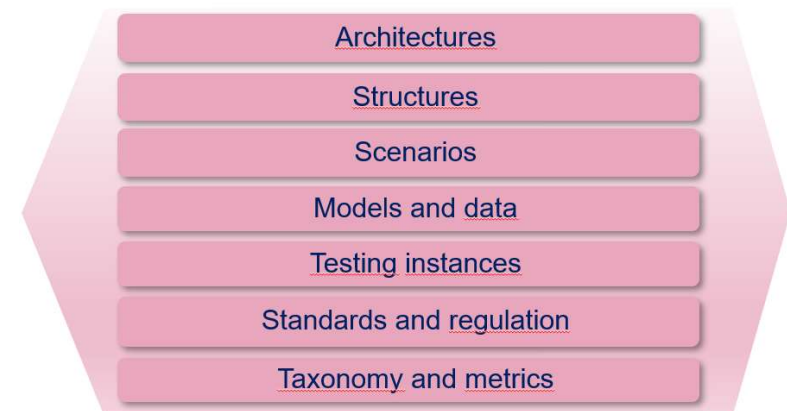 Architectures
Structures
Scenarios
Models and data
Testing instances
Standards and regulation
Taxonomy and metrics